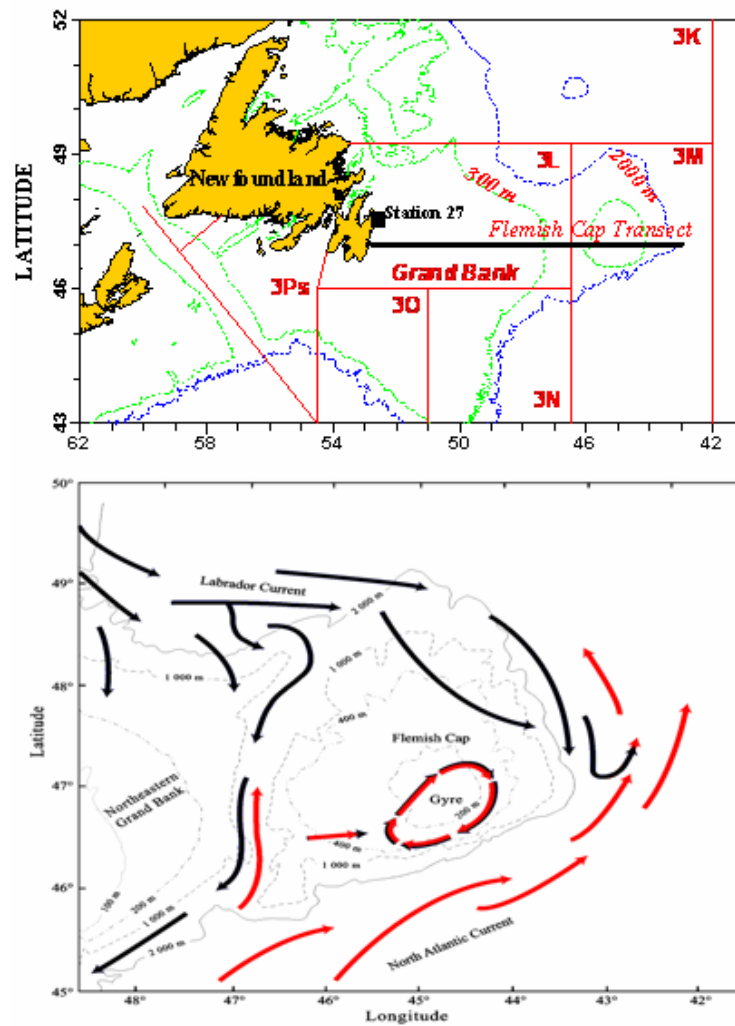 52
3K
LATITUDE
49
3L
3M
300 m
2000 m
Newfoundland
Station 27
Flemish Cap Transect
Grand Bank
46
3Ps
3O
3N
43
62
58
54
50
46
42
50°
49°
Labrador Current
2 000 m
1 000 m
48°
1 000 m
400 m
Latitude
Flemish Cap
47°
Northeastern
Grand Bank
Gyre
200 m
400 m
1 000 m
46°
100 m
200 m
1 000 m
2 000 m
North Atlantic Current
45°
48°
47°
46°
45°
44°
43°
42°
Longitude